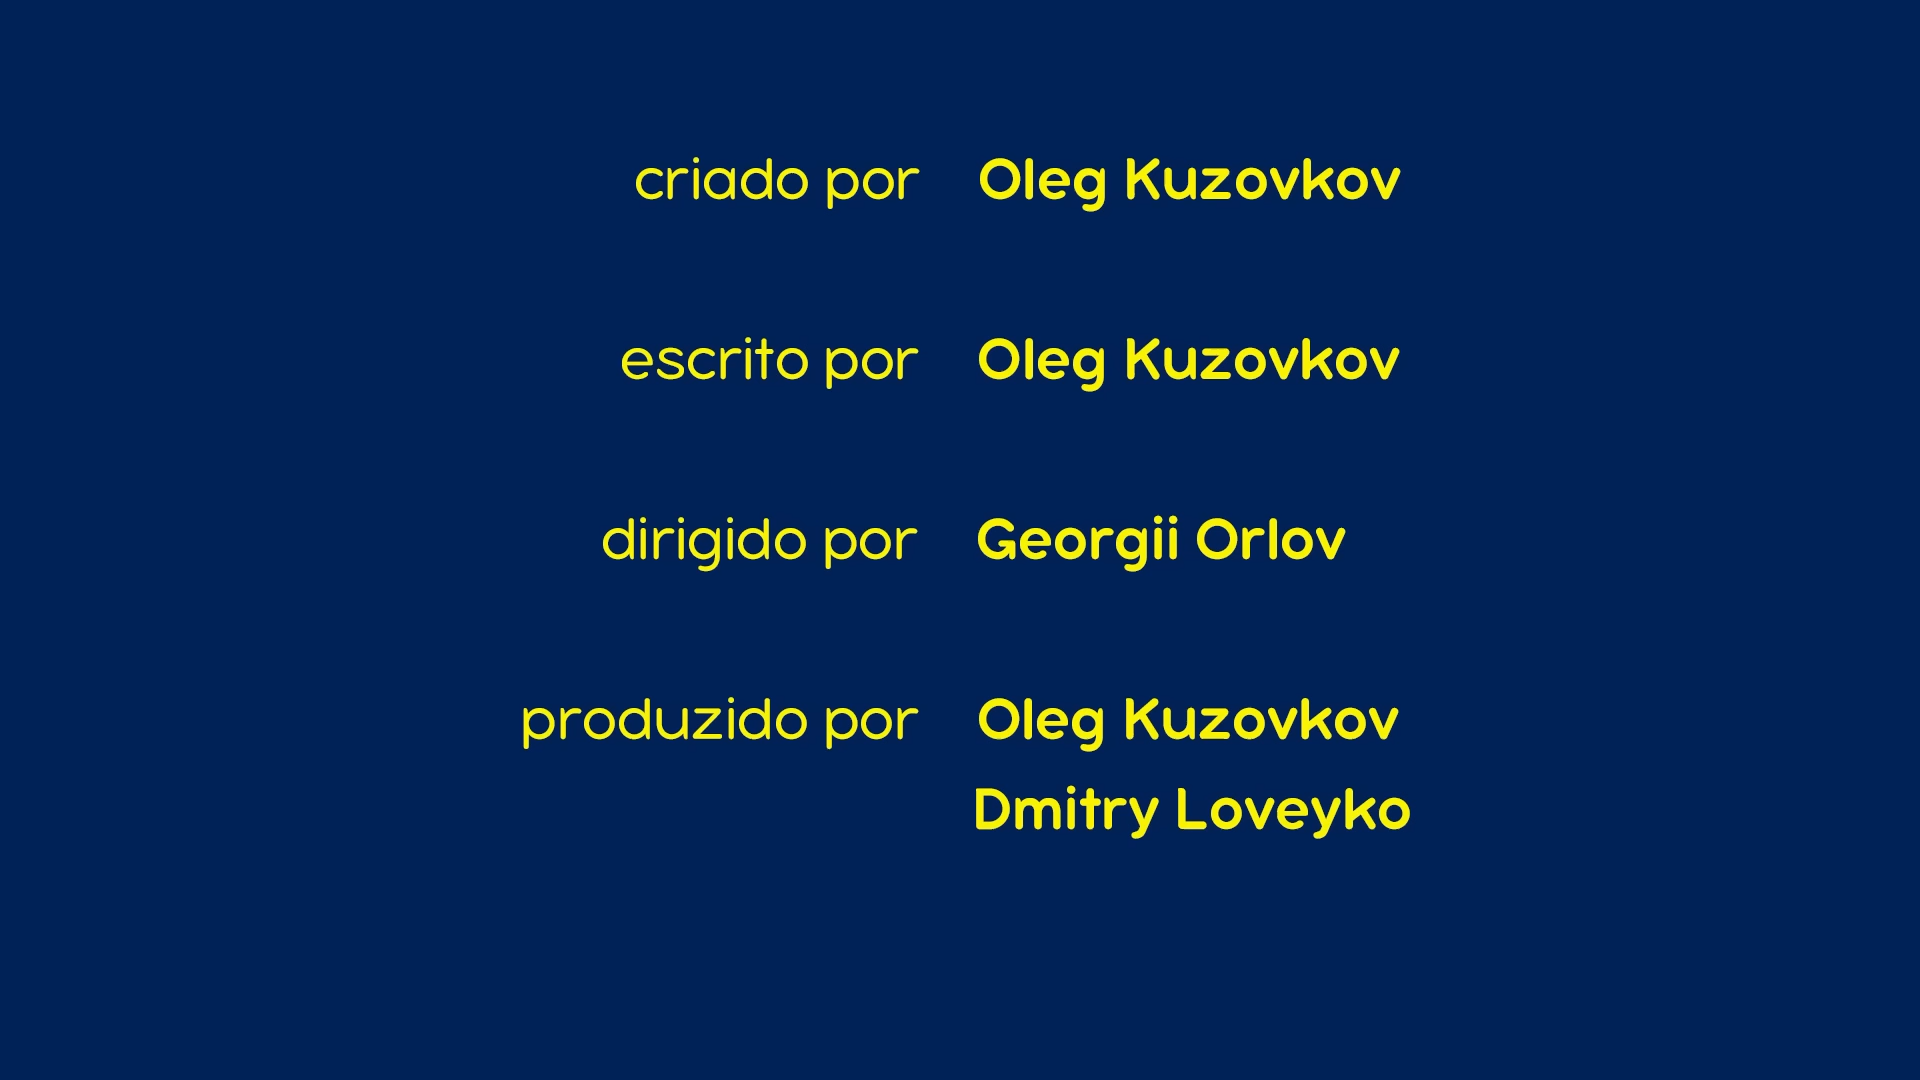 criado por Oleg Kuzovkov
escrito por Oleg Kuzovkov
dirigido por Georgii Orlov
produzido por Oleg Kuzovkov
Dmitry Loveyko